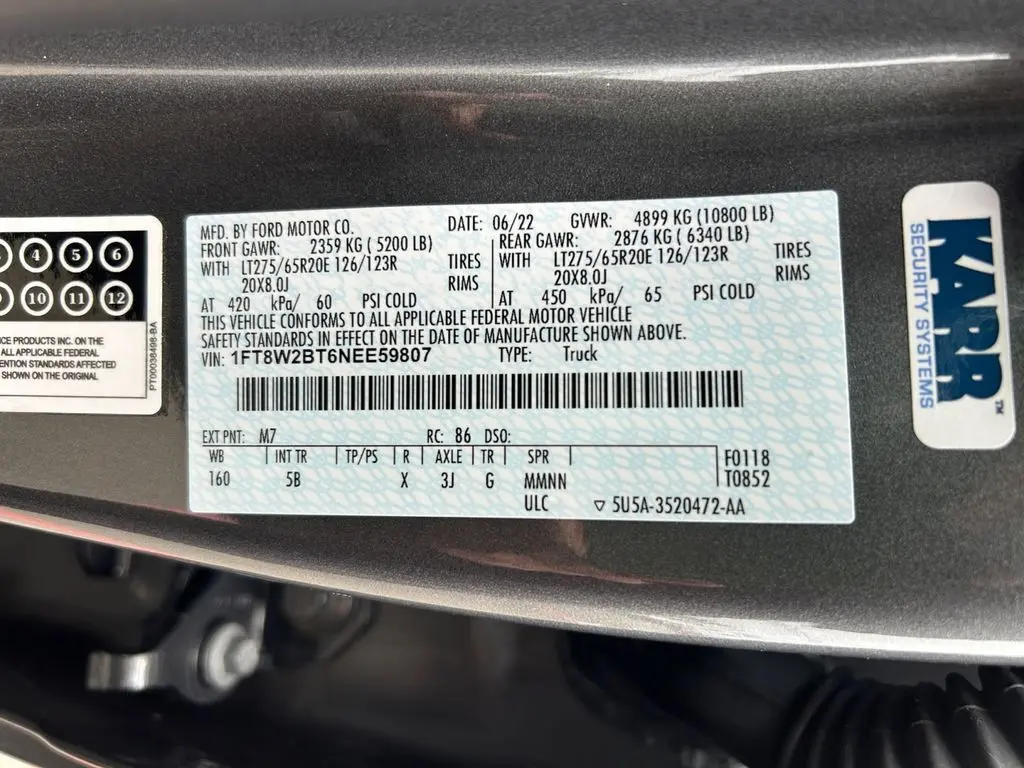 4 5 6
10 11 12
CE PRODUCTS INC. ON THE
ALL APPLICABLE FEDERAL
ENTION STANDARDS AFFECTED
SHOWN ON THE ORIGINAL
PT00038498-BA
MFD. BY FORD MOTOR CO. DATE: 06/22 GVWR: 4899 KG (10800 LB)
FRONT GAWR: 2359 KG ( 5200 LB) REAR GAWR: 2876 KG ( 6340 LB)
WITH LT275/65R20E 126/123R TIRES WITH LT275/65R20E 126/123R TIRES
20X8.0J RIMS 20X8.0J RIMS
AT 420 kPa/ 60 PSI COLD AT 450 kPa/ 65 PSI COLD
THIS VEHICLE CONFORMS TO ALL APPLICABLE FEDERAL MOTOR VEHICLE
SAFETY STANDARDS IN EFFECT ON THE DATE OF MANUFACTURE SHOWN ABOVE.
VIN: 1FT8W2BT6NEE59807 TYPE: Truck
EXT PNT: M7 RC: 86 DSO:
WB INT TR TP/PS R AXLE TR SPR F0118
160 5B X 3J G MMNN T0852
ULC ▽ 5U5A-3520472-AA
KARR™
SECURITY SYSTEMS